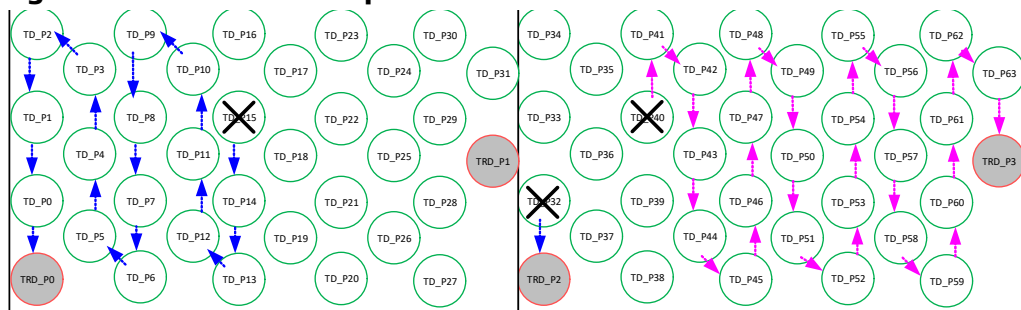 TD_P2 TD_P9 TD_P16 TD_P23 TD_P30 TD_P34 TD_P41 TD_P48 TD_P55 TD_P62
TD_P3 TD_P10 TD_P17 TD_P24 TD_P31 TD_P35 TD_P42 TD_P49 TD_P56 TD_P63
TD_P1 TD_P8 TD_P15 TD_P22 TD_P29 TD_P33 TD_P40 TD_P47 TD_P54 TD_P61
TD_P4 TD_P11 TD_P18 TD_P25 TRD_P1 TD_P36 TD_P43 TD_P50 TD_P57 TRD_P3
TD_P0 TD_P7 TD_P14 TD_P21 TD_P28 TD_P32 TD_P39 TD_P46 TD_P53 TD_P60
TD_P5 TD_P12 TD_P19 TD_P26 TD_P37 TD_P44 TD_P51 TD_P58
TRD_P0 TD_P6 TD_P13 TD_P20 TD_P27 TRD_P2 TD_P38 TD_P45 TD_P52 TD_P59